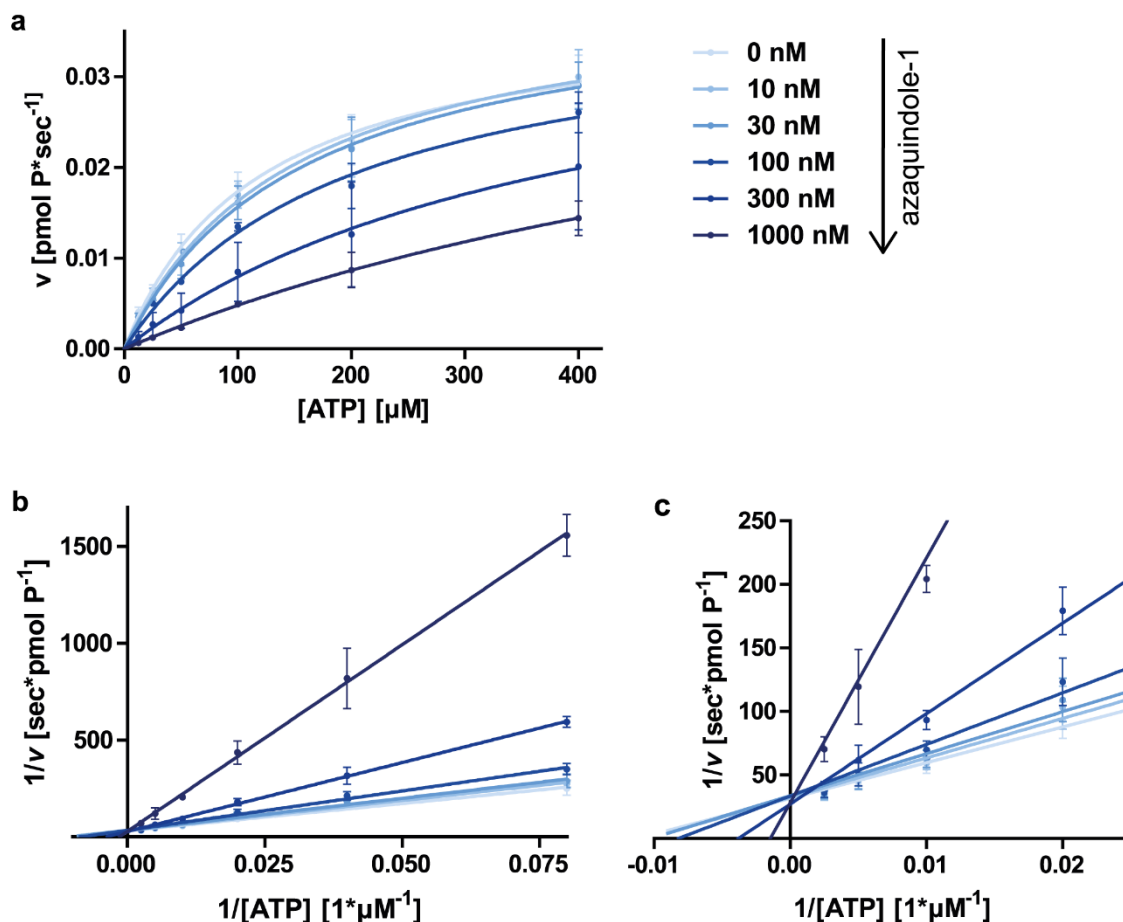 a
v [pmol P*sec-1]
0.03
0.02
0.01
0.00
0
100
200
300
400
[ATP] [µM]
0 nM
10 nM
30 nM
100 nM
300 nM
1000 nM
azaquindole-1
b
1/v [sec*pmol P-1]
1500
1000
500
0.000
0.025
0.050
0.075
1/[ATP] [1*µM-1]
c
1/v [sec*pmol P-1]
250
200
150
100
50
-0.01
0.00
0.01
0.02
1/[ATP] [1*µM-1]